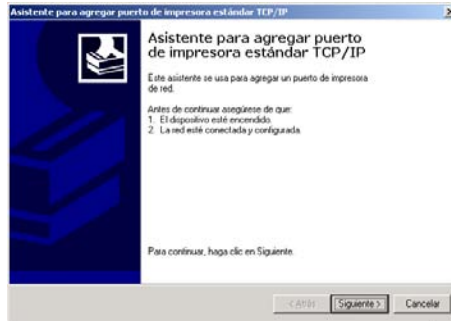 Asistente para agregar puerto de impresora estándar TCP/IP
Asistente para agregar puerto
de impresora estándar TCP/IP
Este asistente se usa para agregar un puerto de impresora
de red.
Antes de continuar asegúrese de que:
1. El dispositivo esté encendido.
2. La red esté conectada y configurada.
Para continuar, haga clic en Siguiente.
< Atrás
Siguiente >
Cancelar